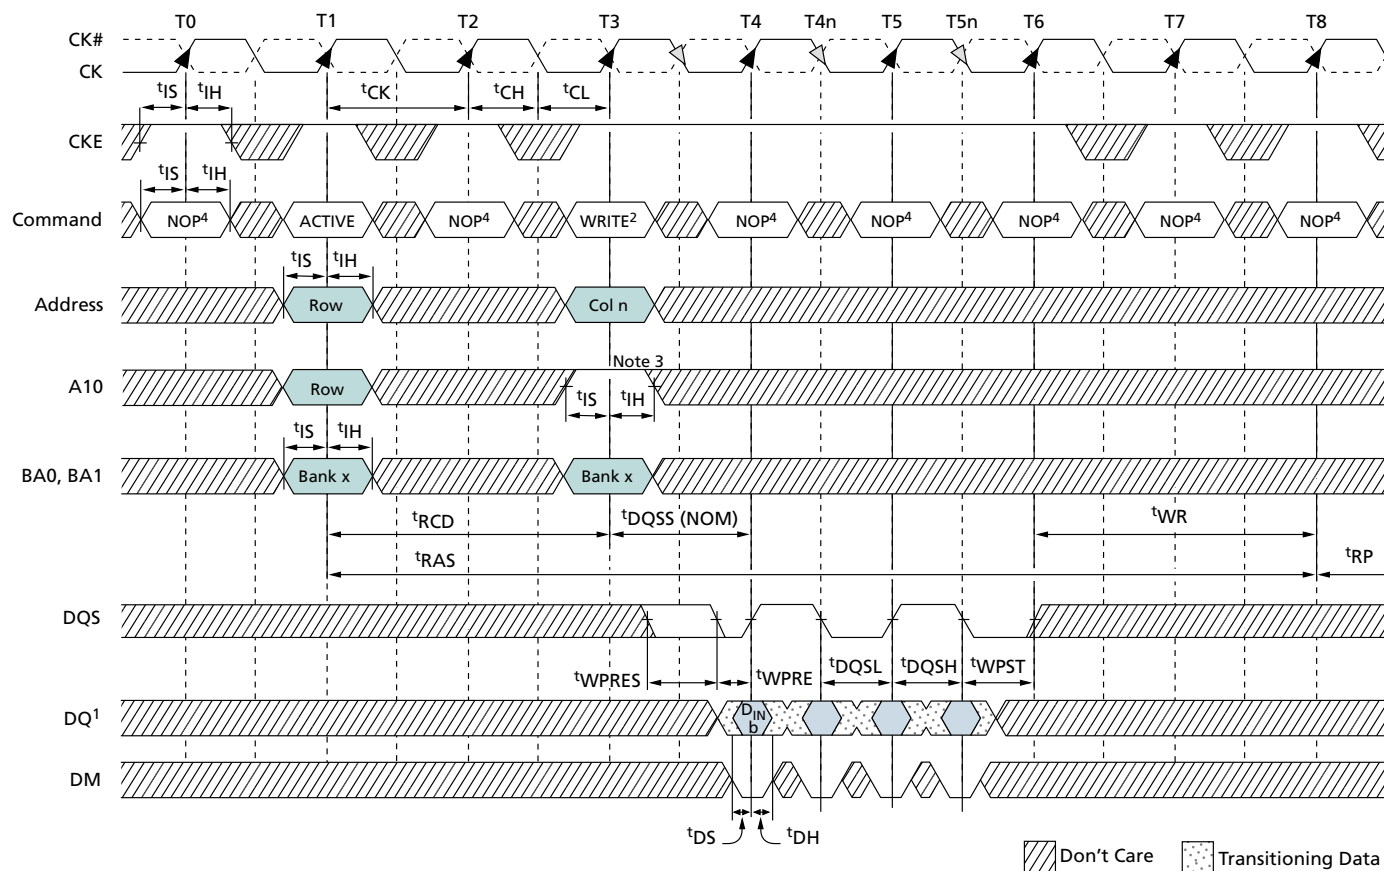 T0 T1 T2 T3 T4 T4n T5 T5n T6 T7 T8
CK#
CK
tIS tIH tCK tCH tCL
CKE
tIS tIH
Command NOP4 ACTIVE NOP4 WRITE2 NOP4 NOP4 NOP4 NOP4 NOP4
tIS tIH
Address Row Col n
Note 3
A10 Row
tIS tIH
tIS tIH
BA0, BA1 Bank x Bank x
tRCD tDQSS (NOM) tWR
tRAS tRP
DQS
tWPRES tWPRE tDQSL tDQSH tWPST
DQ1 DIN b
DM
tDS tDH
Don't Care Transitioning Data